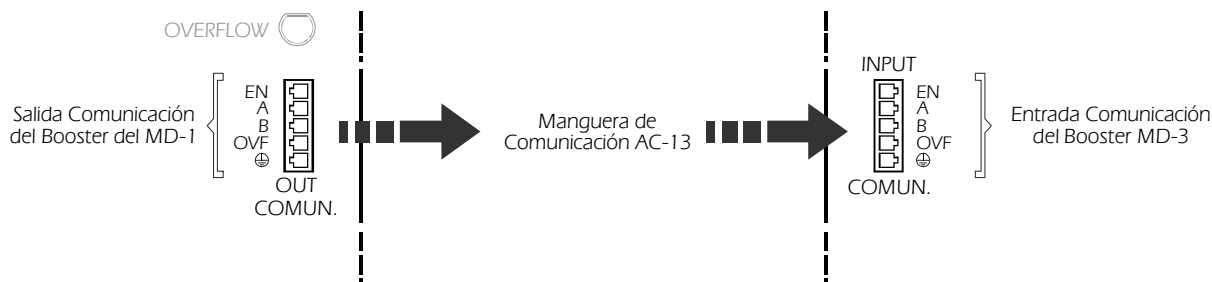 OVERFLOW
Salida Comunicación
del Booster del MD-1
EN
A
B
OVF
OUT
COMUN.
Manguera de
Comunicación AC-13
INPUT
EN
A
B
OVF
COMUN.
Entrada Comunicación
del Booster MD-3